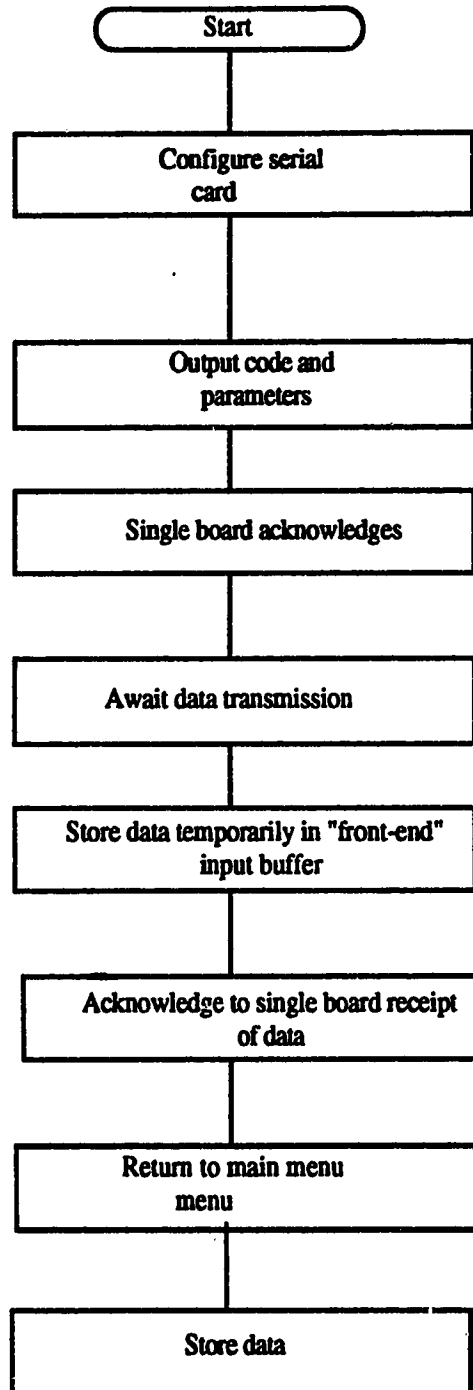 Start
Configure serial
card
Output code and
parameters
Single board acknowledges
Await data transmission
Store data temporarily in "front-end"
input buffer
Acknowledge to single board receipt
of data
Return to main menu
menu
Store data